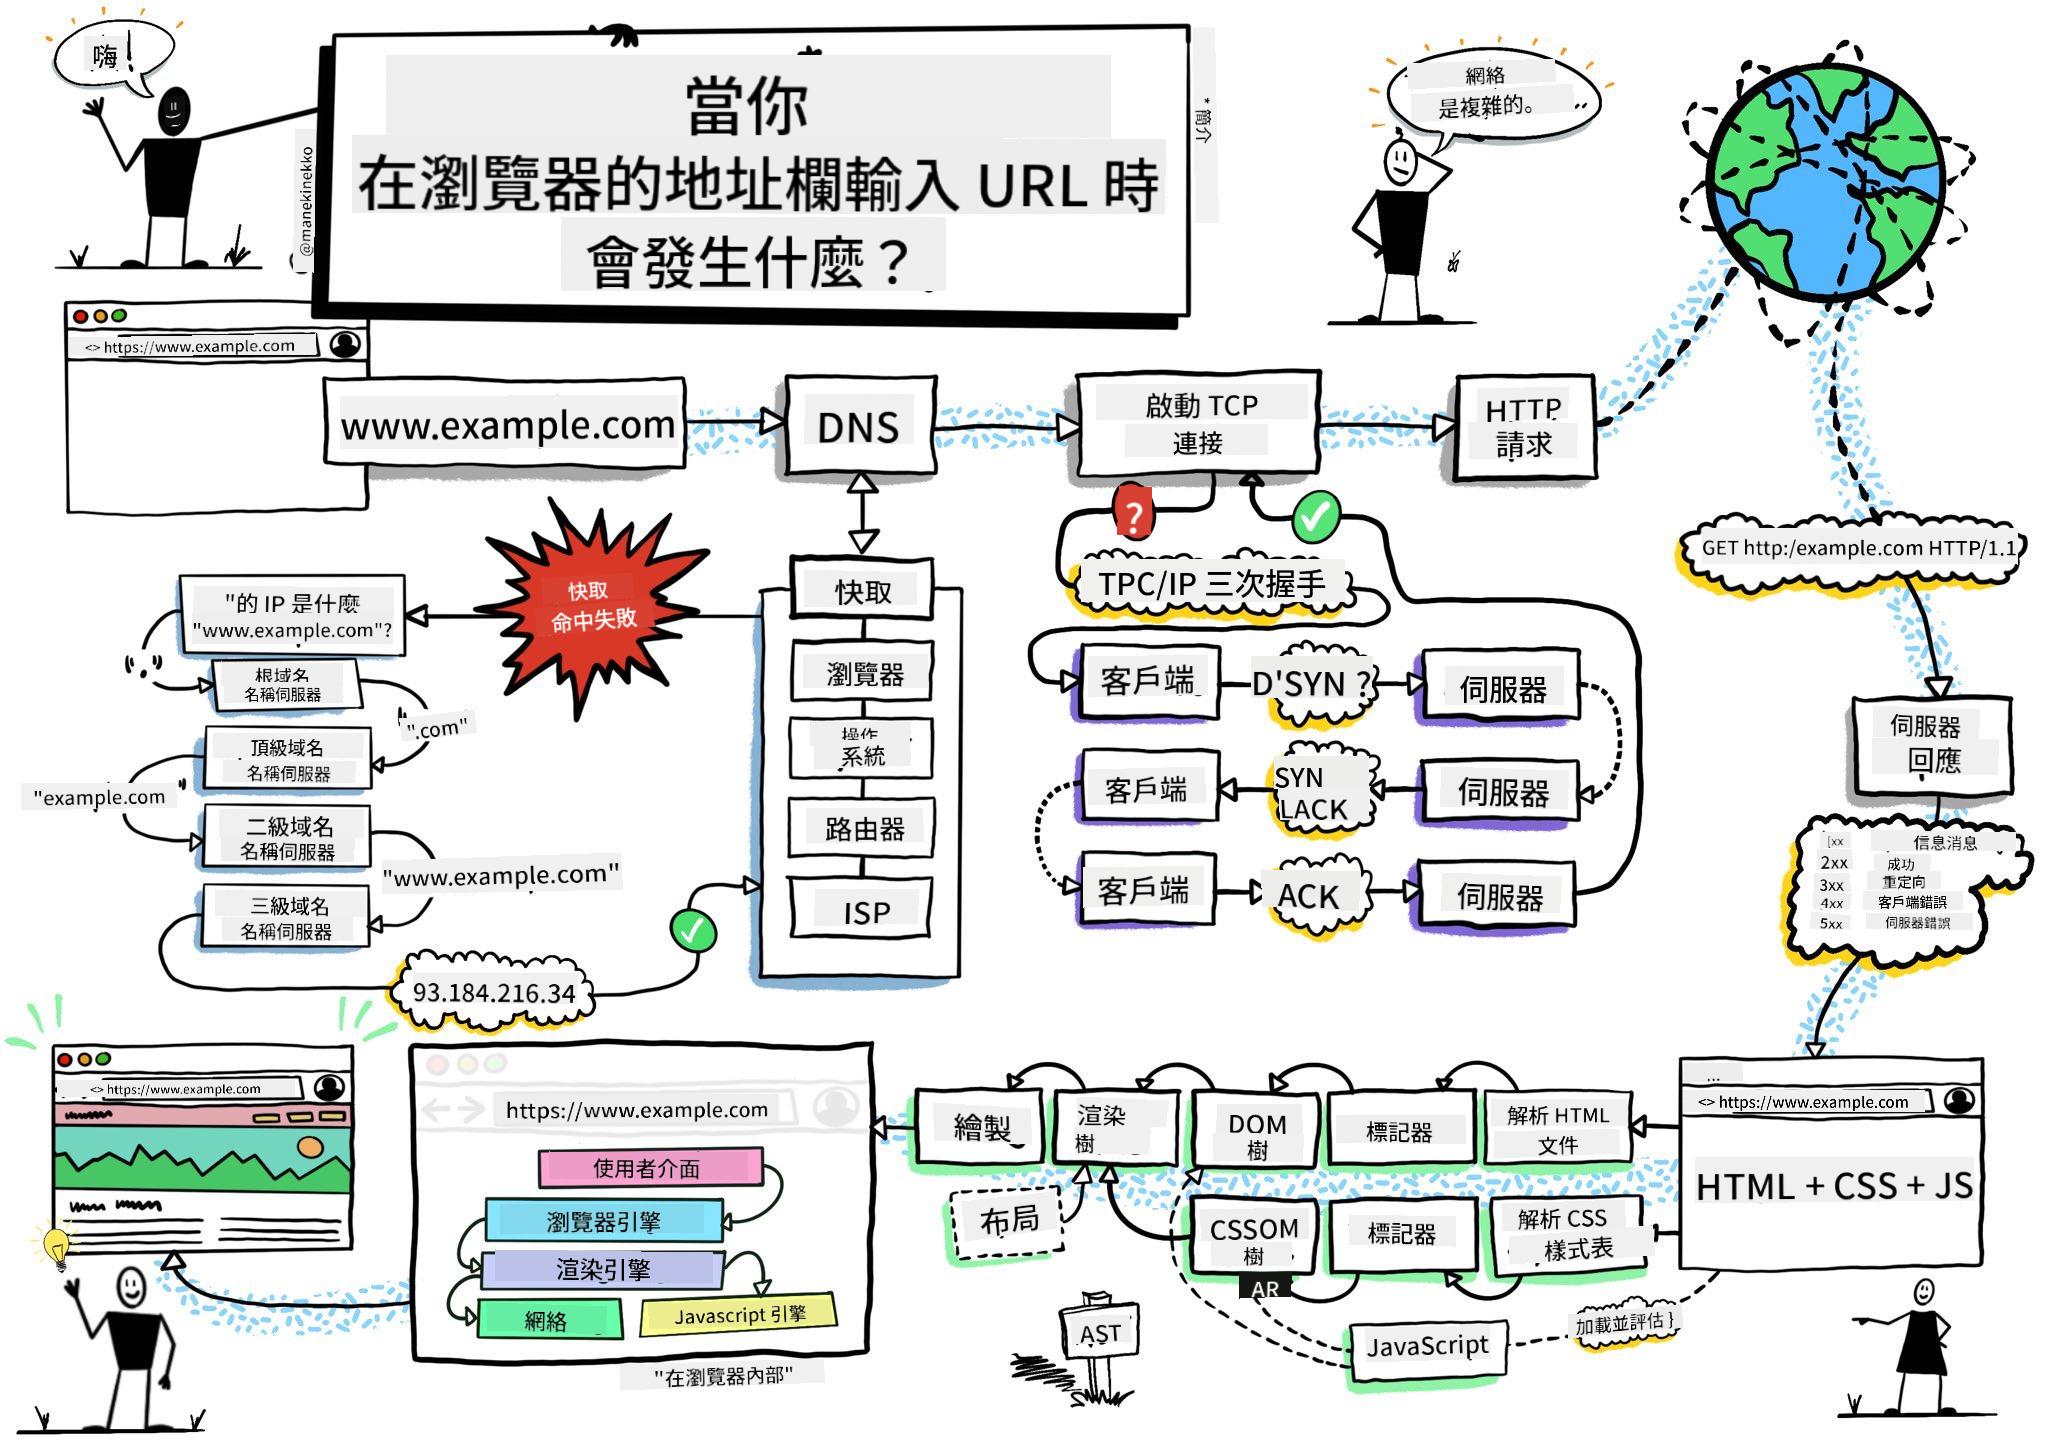 嗨!
當你
在瀏覽器的地址欄輸入 URL 時
會發生什麼？
@manekinekko
* 簡介
網絡
是複雜的。
<> https://www.example.com
www.example.com
DNS
啟動 TCP
連接
HTTP
請求
GET http:/example.com HTTP/1.1
快取
命中失敗
"的 IP 是什麼
"www.example.com"?
根域名
名稱伺服器
".com"
頂級域名
名稱伺服器
"example.com
二級域名
名稱伺服器
"www.example.com"
三級域名
名稱伺服器
93.184.216.34
快取
瀏覽器
操作
系統
路由器
ISP
?
TPC/IP 三次握手
客戶端
D'SYN ?
伺服器
客戶端
SYN
LACK
伺服器
客戶端
ACK
伺服器
伺服器
回應
[xx 信息消息
2xx 成功
3xx 重定向
4xx 客戶端錯誤
5xx 伺服器錯誤
...
<> https://www.example.com
HTML + CSS + JS
解析 HTML
文件
標記器
DOM
樹
渲染
樹
繪製
布局
解析 CSS
樣式表
標記器
CSSOM
樹
AR
AST
JavaScript
加載並評估 }
https://www.example.com
使用者介面
瀏覽器引擎
渲染引擎
網絡
Javascript 引擎
"在瀏覽器內部"
<> https://www.example.com